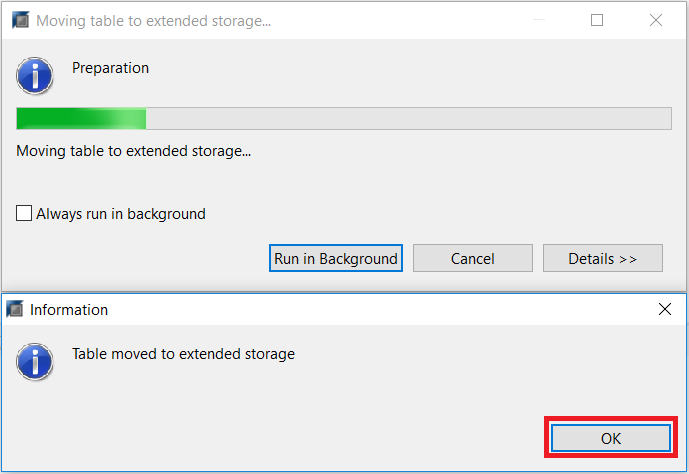 Moving table to extended storage...
Preparation
Moving table to extended storage...
Always run in background
Run in Background Cancel Details >>
Information
Table moved to extended storage
OK